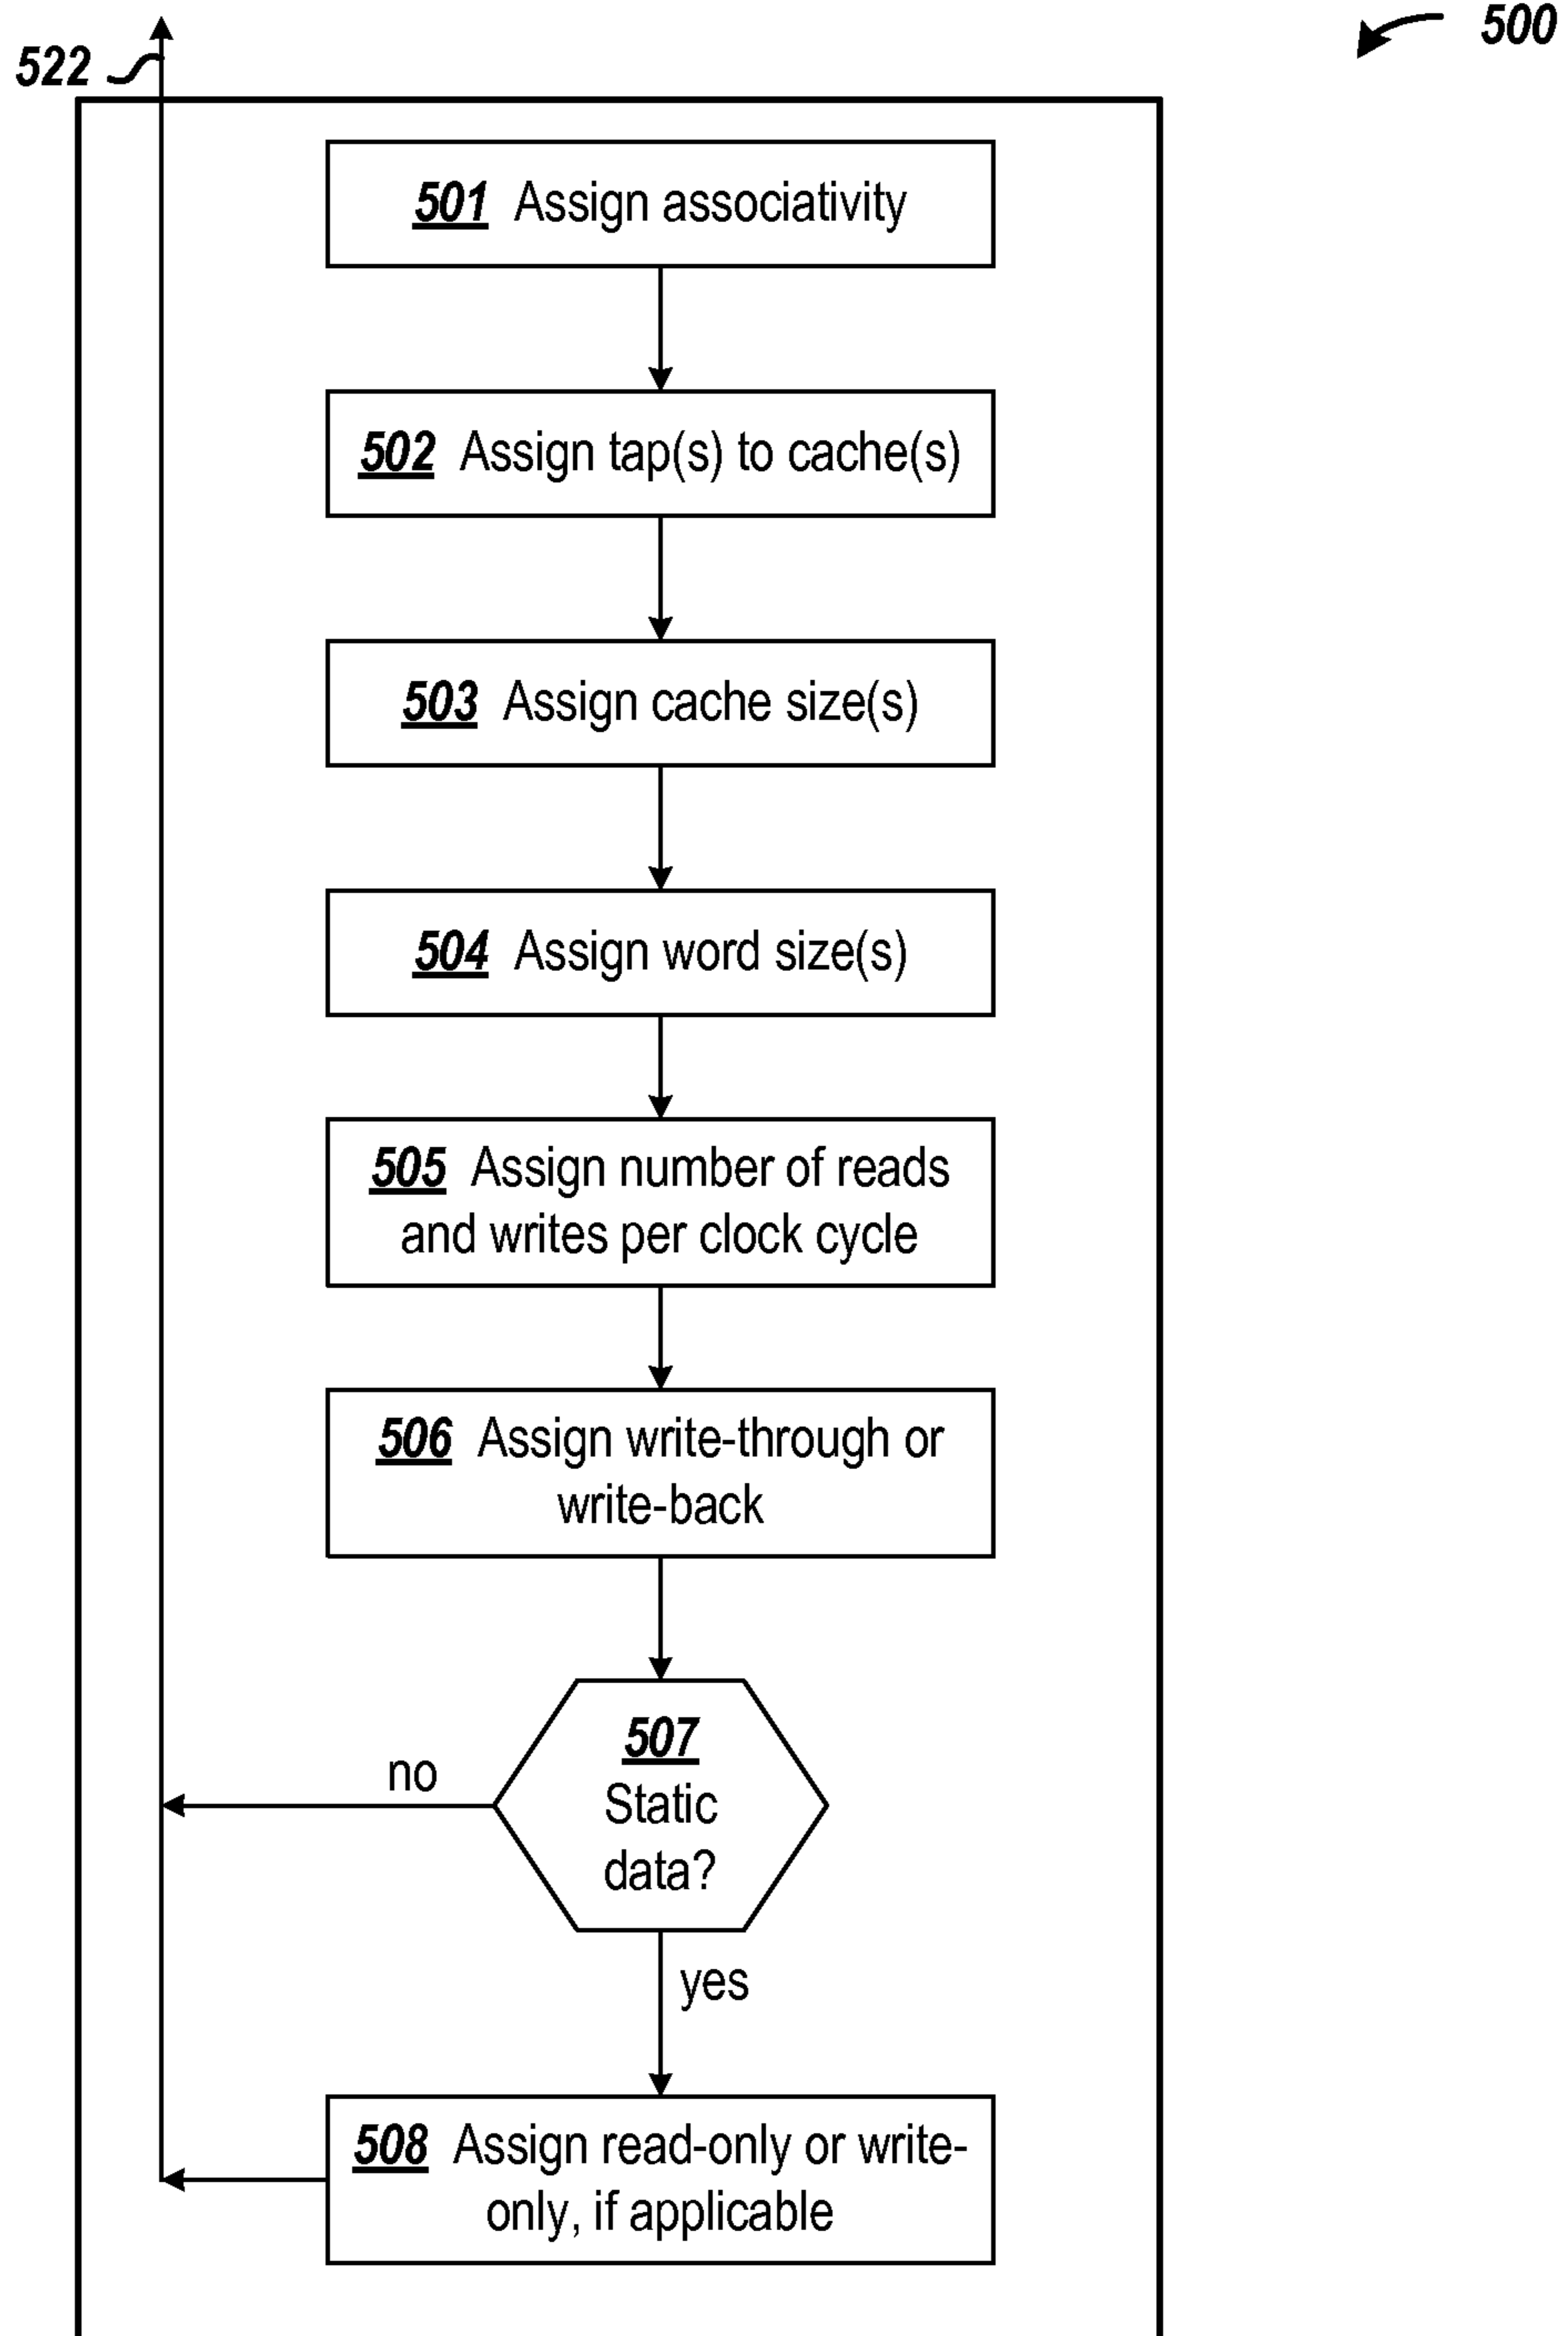 500
522
501 Assign associativity
502 Assign tap(s) to cache(s)
503 Assign cache size(s)
504 Assign word size(s)
505 Assign number of reads
and writes per clock cycle
506 Assign write-through or
write-back
507
Static
data?
no
yes
508 Assign read-only or write-
only, if applicable